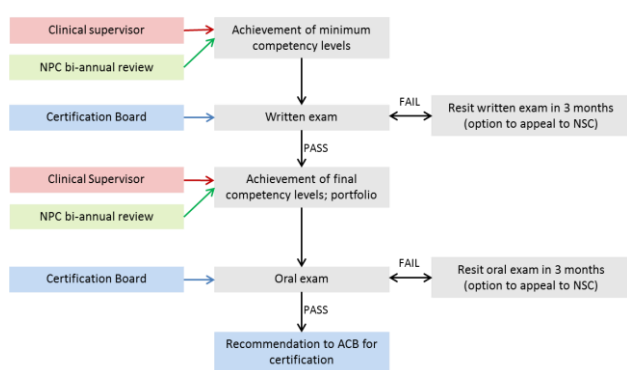 Clinical supervisor
Achievement of minimum
competency levels
NPC bi-annual review
Certification Board
Written exam
FAIL
Resit written exam in 3 months
(option to appeal to NSC)
PASS
Clinical Supervisor
Achievement of final
competency levels; portfolio
NPC bi-annual review
Certification Board
Oral exam
FAIL
Resit oral exam in 3 months
(option to appeal to NSC)
PASS
Recommendation to ACB for
certification